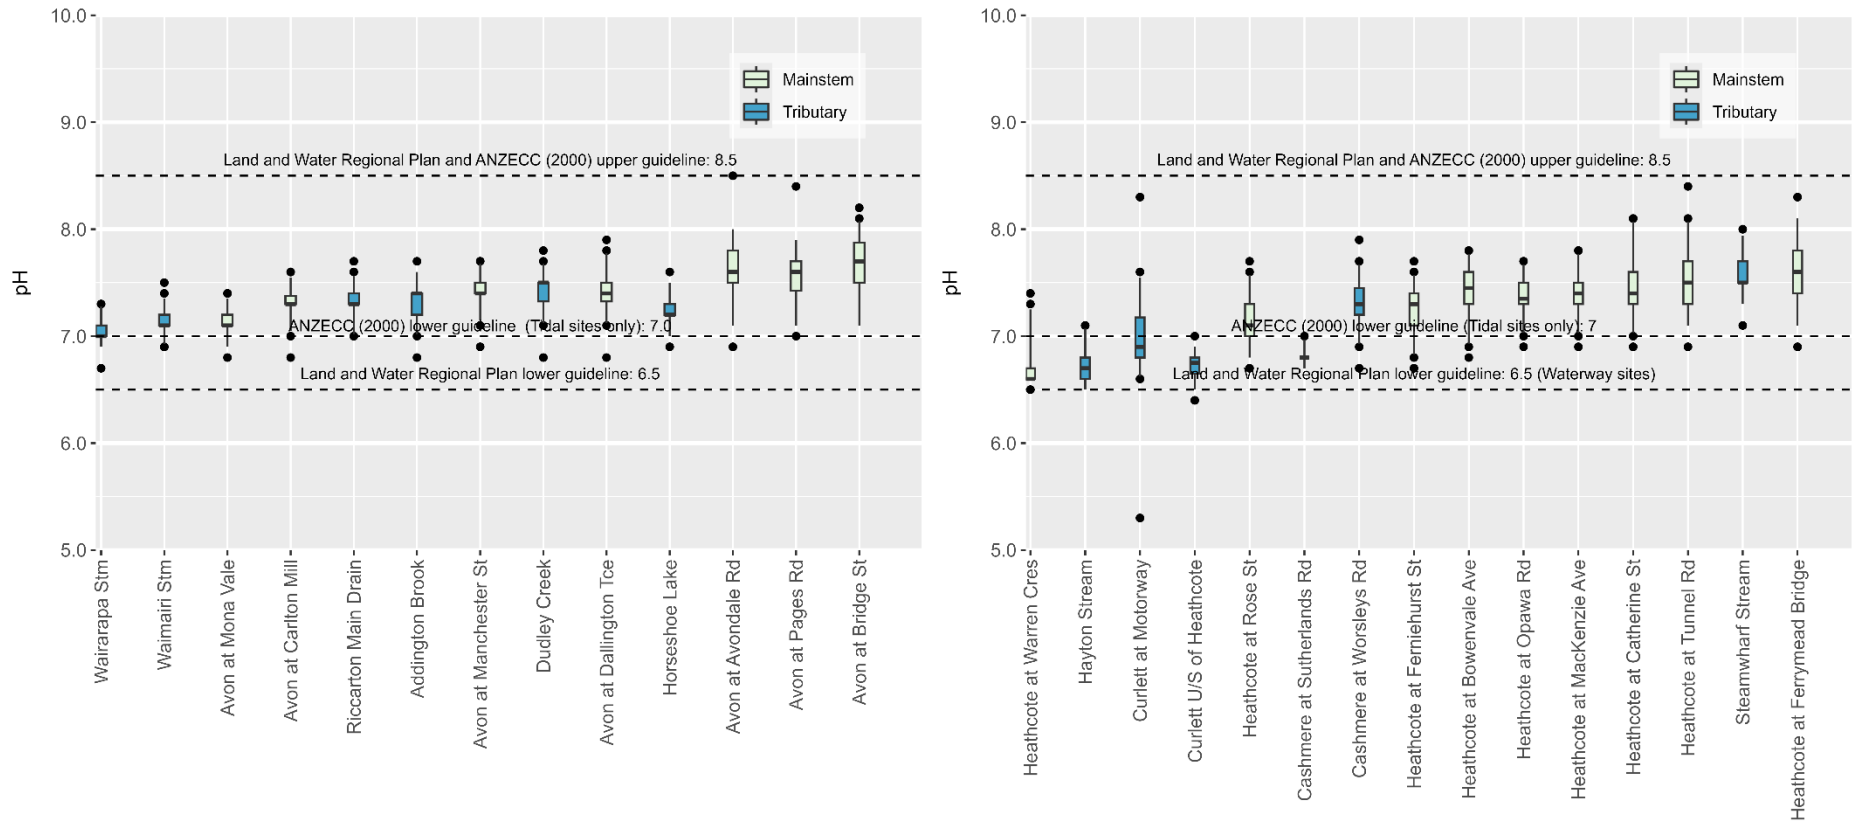 10.0
9.0
8.0
7.0
6.0
5.0
pH
Mainstem
Tributary
Land and Water Regional Plan and ANZECC (2000) upper guideline: 8.5
ANZECC (2000) lower guideline  (Tidal sites only): 7.0
Land and Water Regional Plan lower guideline: 6.5
Wairarapa Stm
Waimairi Stm
Avon at Mona Vale
Avon at Carlton Mill
Riccarton Main Drain
Addington Brook
Avon at Manchester St
Dudley Creek
Avon at Dallington Tce
Horseshoe Lake
Avon at Avondale Rd
Avon at Pages Rd
Avon at Bridge St
10.0
9.0
8.0
7.0
6.0
5.0
pH
Mainstem
Tributary
Land and Water Regional Plan and ANZECC (2000) upper guideline: 8.5
ANZECC (2000) lower guideline (Tidal sites only): 7
Land and Water Regional Plan lower guideline: 6.5 (Waterway sites)
Heathcote at Warren Cres
Hayton Stream
Curlett at Motorway
Curlett U/S of Heathcote
Heathcote at Rose St
Cashmere at Sutherlands Rd
Cashmere at Worsleys Rd
Heathcote at Ferniehurst St
Heathcote at Bowenvale Ave
Heathcote at Opawa Rd
Heathcote at MacKenzie Ave
Heathcote at Catherine St
Heathcote at Tunnel Rd
Steamwharf Stream
Heathcote at Ferrymead Bridge